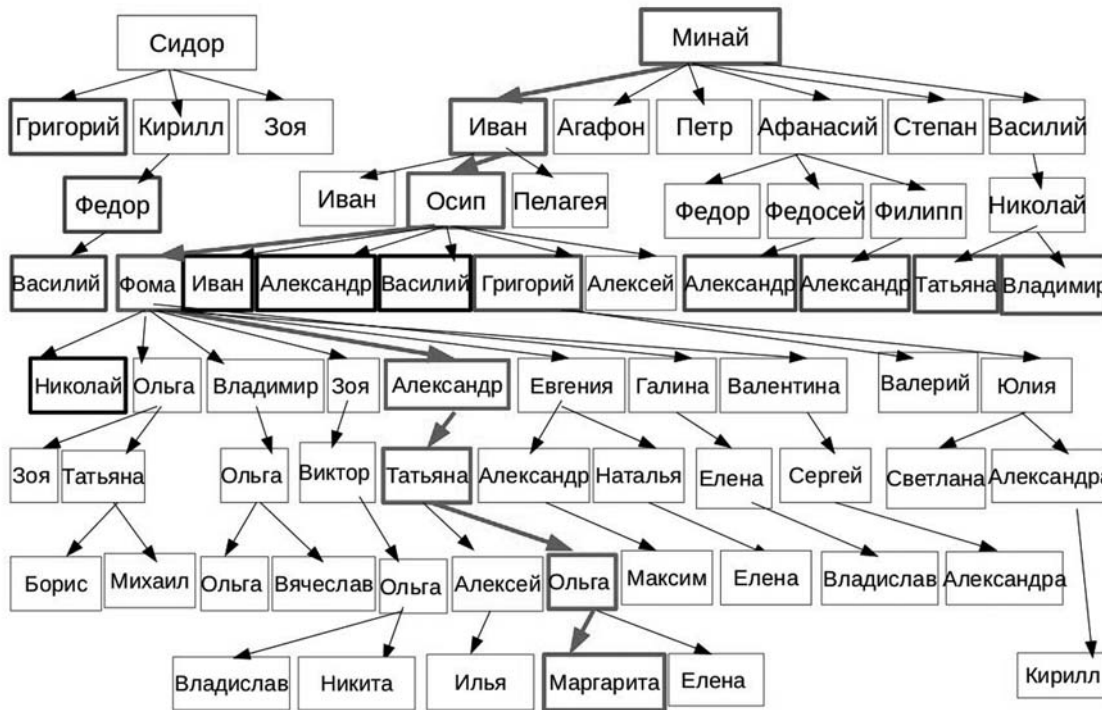 Сидор
Минай
Григорий
Кирилл
Зоя
Иван
Агафон
Петр
Афанасий
Степан
Василий
Федор
Иван
Осип
Пелагея
Федор
Федосей
Филипп
Николай
Василий
Фома
Иван
Александр
Василий
Григорий
Алексей
Александр
Александр
Татьяна
Владимир
Николай
Ольга
Владимир
Зоя
Александр
Евгения
Галина
Валентина
Валерий
Юлия
Зоя
Татьяна
Ольга
Виктор
Татьяна
Александр
Наталья
Елена
Сергей
Светлана
Александра
Борис
Михаил
Ольга
Вячеслав
Ольга
Алексей
Ольга
Максим
Елена
Владислав
Александра
Владислав
Никита
Илья
Маргарита
Елена
Кирилл